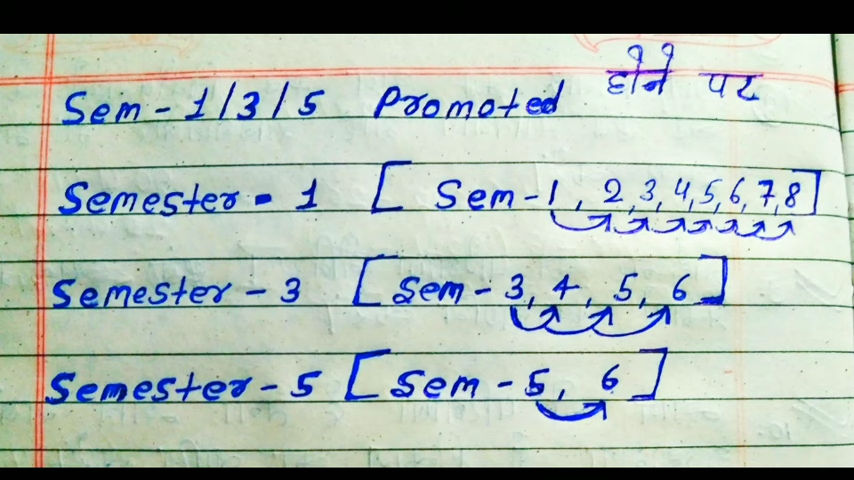 Sem - 1/3/5 Promoted होने पर
Semester - 1 [ Sem - 1, 2, 3, 4, 5, 6, 7, 8 ]
Semester - 3 [ Sem - 3, 4, 5, 6 ]
Semester - 5 [ Sem - 5, 6 ]